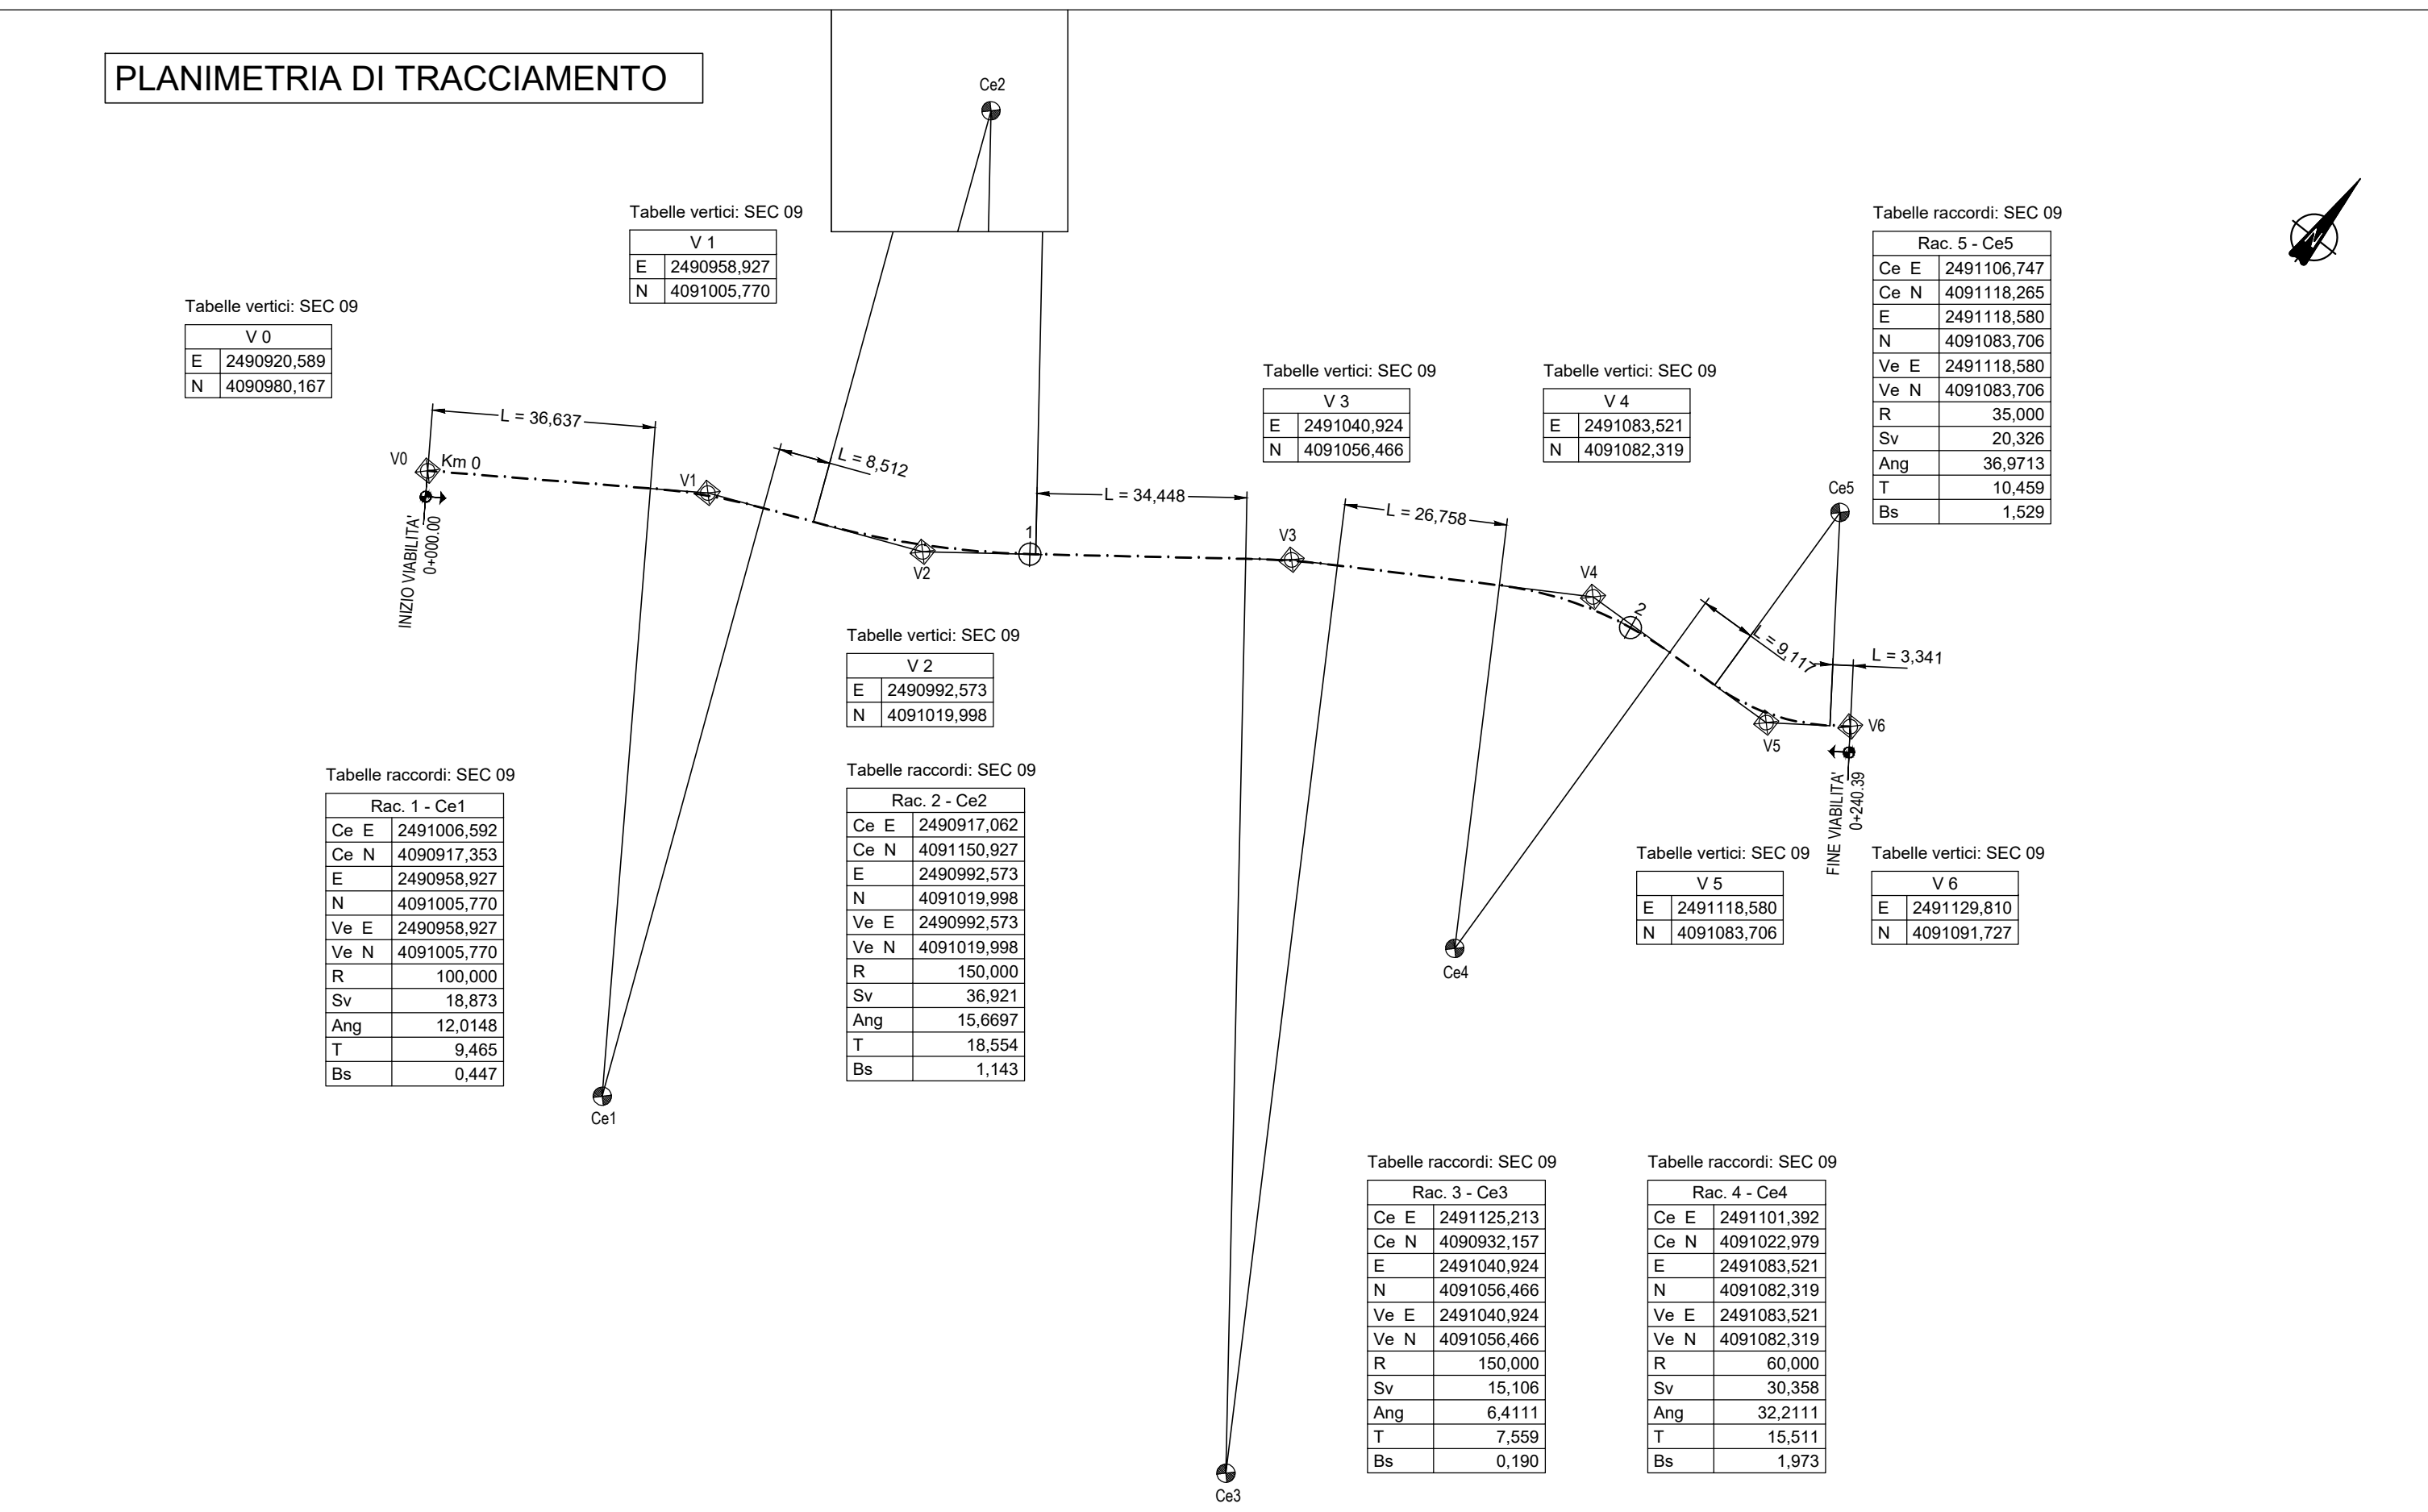 PLANIMETRIA DI TRACCIAMENTO
Ce2
Tabelle vertici: SEC 09
V 1
E 2490958,927
N 4091005,770
Tabelle raccordi: SEC 09
Rac. 5 - Ce5
Ce E 2491106,747
Ce N 4091118,265
E 2491118,580
N 4091083,706
Ve E 2491118,580
Ve N 4091083,706
R 35,000
Sv 20,326
Ang 36,9713
T 10,459
Bs 1,529
N
Tabelle vertici: SEC 09
V 0
E 2490920,589
N 4090980,167
Tabelle vertici: SEC 09
V 3
E 2491040,924
N 4091056,466
Tabelle vertici: SEC 09
V 4
E 2491083,521
N 4091082,319
L = 36,637
L = 8,512
L = 34,448
L = 26,758
L = 9,117
L = 3,341
V0
Km 0
V1
V2
1
V3
V4
2
Ce5
V5
V6
INIZIO VIABILITA'
0+000.00
FINE VIABILITA'
0+240.39
Tabelle vertici: SEC 09
V 2
E 2490992,573
N 4091019,998
Tabelle raccordi: SEC 09
Rac. 1 - Ce1
Ce E 2491006,592
Ce N 4090917,353
E 2490958,927
N 4091005,770
Ve E 2490958,927
Ve N 4091005,770
R 100,000
Sv 18,873
Ang 12,0148
T 9,465
Bs 0,447
Tabelle raccordi: SEC 09
Rac. 2 - Ce2
Ce E 2490917,062
Ce N 4091150,927
E 2490992,573
N 4091019,998
Ve E 2490992,573
Ve N 4091019,998
R 150,000
Sv 36,921
Ang 15,6697
T 18,554
Bs 1,143
Tabelle vertici: SEC 09
V 5
E 2491118,580
N 4091083,706
Tabelle vertici: SEC 09
V 6
E 2491129,810
N 4091091,727
Ce4
Ce1
Tabelle raccordi: SEC 09
Rac. 3 - Ce3
Ce E 2491125,213
Ce N 4090932,157
E 2491040,924
N 4091056,466
Ve E 2491040,924
Ve N 4091056,466
R 150,000
Sv 15,106
Ang 6,4111
T 7,559
Bs 0,190
Tabelle raccordi: SEC 09
Rac. 4 - Ce4
Ce E 2491101,392
Ce N 4091022,979
E 2491083,521
N 4091082,319
Ve E 2491083,521
Ve N 4091082,319
R 60,000
Sv 30,358
Ang 32,2111
T 15,511
Bs 1,973
Ce3